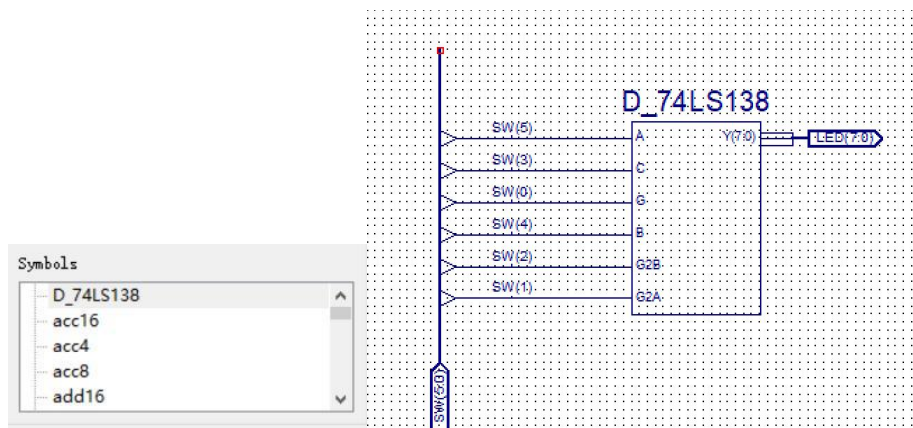 D_74LS138
SW(5)
A
Y(7:0)
LED(7:0)
SW(3)
C
SW(0)
G
SW(4)
B
SW(2)
G2B
SW(1)
G2A
SW(5:0)
Symbols
D_74LS138
acc16
acc4
acc8
add16